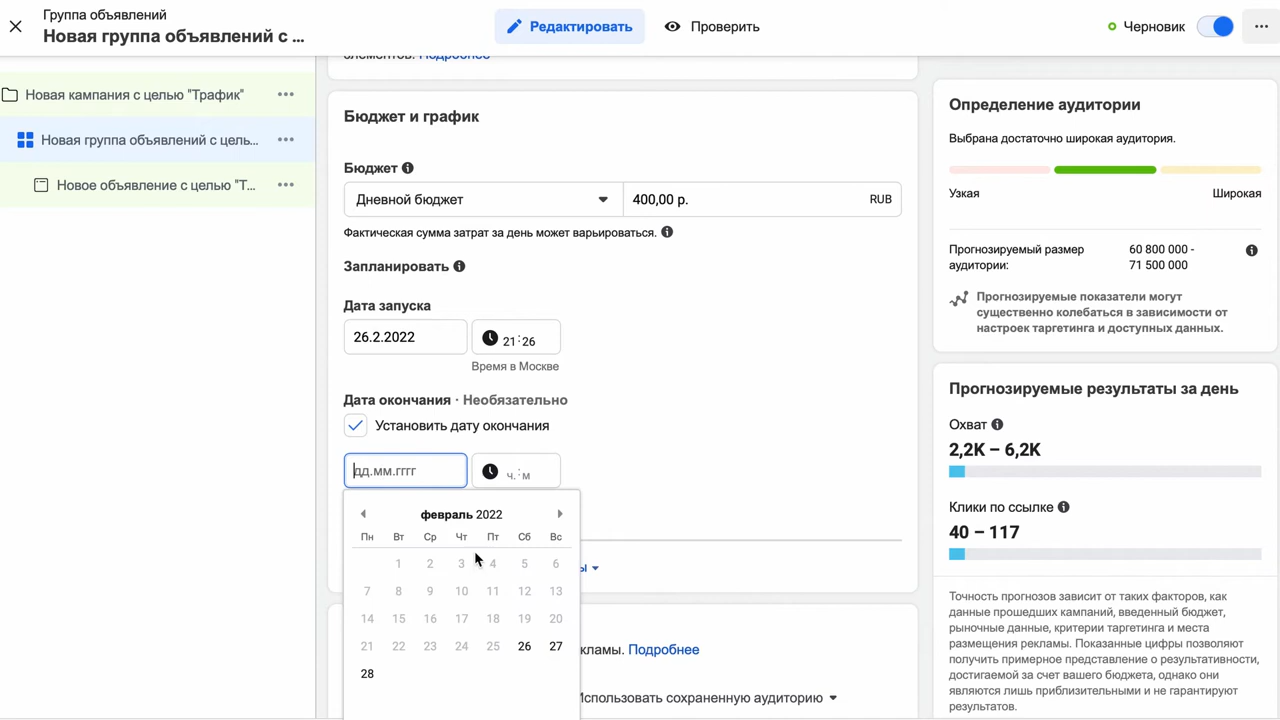 Группа объявлений
Новая группа объявлений с ...
Редактировать
Проверить
Черновик
Новая кампания с целью "Трафик"
Новая группа объявлений с цель...
Новое объявление с целью "Т...
элементов. Подробнее
Бюджет и график
Бюджет
Дневной бюджет
400,00 р.
RUB
Фактическая сумма затрат за день может варьироваться.
Запланировать
Дата запуска
26.2.2022
21:26
Время в Москве
Дата окончания · Необязательно
Установить дату окончания
дд.мм.гггг
ч.:м
февраль 2022
Пн Вт Ср Чт Пт Сб Вс
1 2 3 4 5 6
7 8 9 10 11 12 13
14 15 16 17 18 19 20
21 22 23 24 25 26 27
28
ы
кламы. Подробнее
Использовать сохраненную аудиторию
Определение аудитории
Выбрана достаточно широкая аудитория.
Узкая
Широкая
Прогнозируемый размер
аудитории:
60 800 000 -
71 500 000
Прогнозируемые показатели могут
существенно колебаться в зависимости от
настроек таргетинга и доступных данных.
Прогнозируемые результаты за день
Охват
2,2K – 6,2K
Клики по ссылке
40 – 117
Точность прогнозов зависит от таких факторов, как
данные прошедших кампаний, введенный бюджет,
рыночные данные, критерии таргетинга и места
размещения рекламы. Показанные цифры позволяют
получить примерное представление о результативности,
достигаемой за счет вашего бюджета, однако они
являются лишь приблизительными и не гарантируют
результатов.